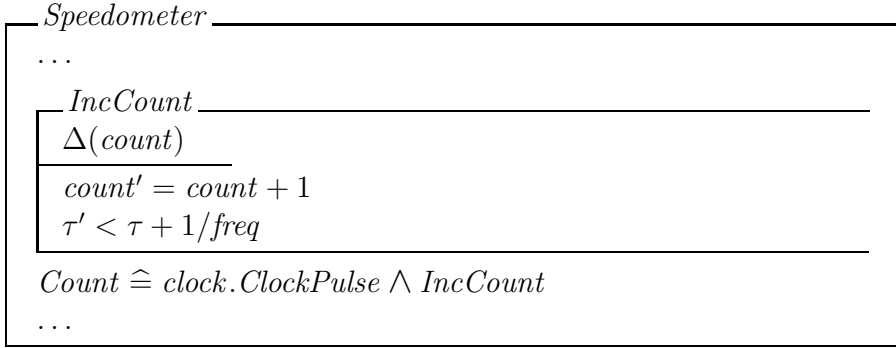 Speedometer
. . .
IncCount
Δ(count)
count′ = count + 1
τ′ < τ + 1/freq
Count ≙ clock.ClockPulse ∧ IncCount
. . .